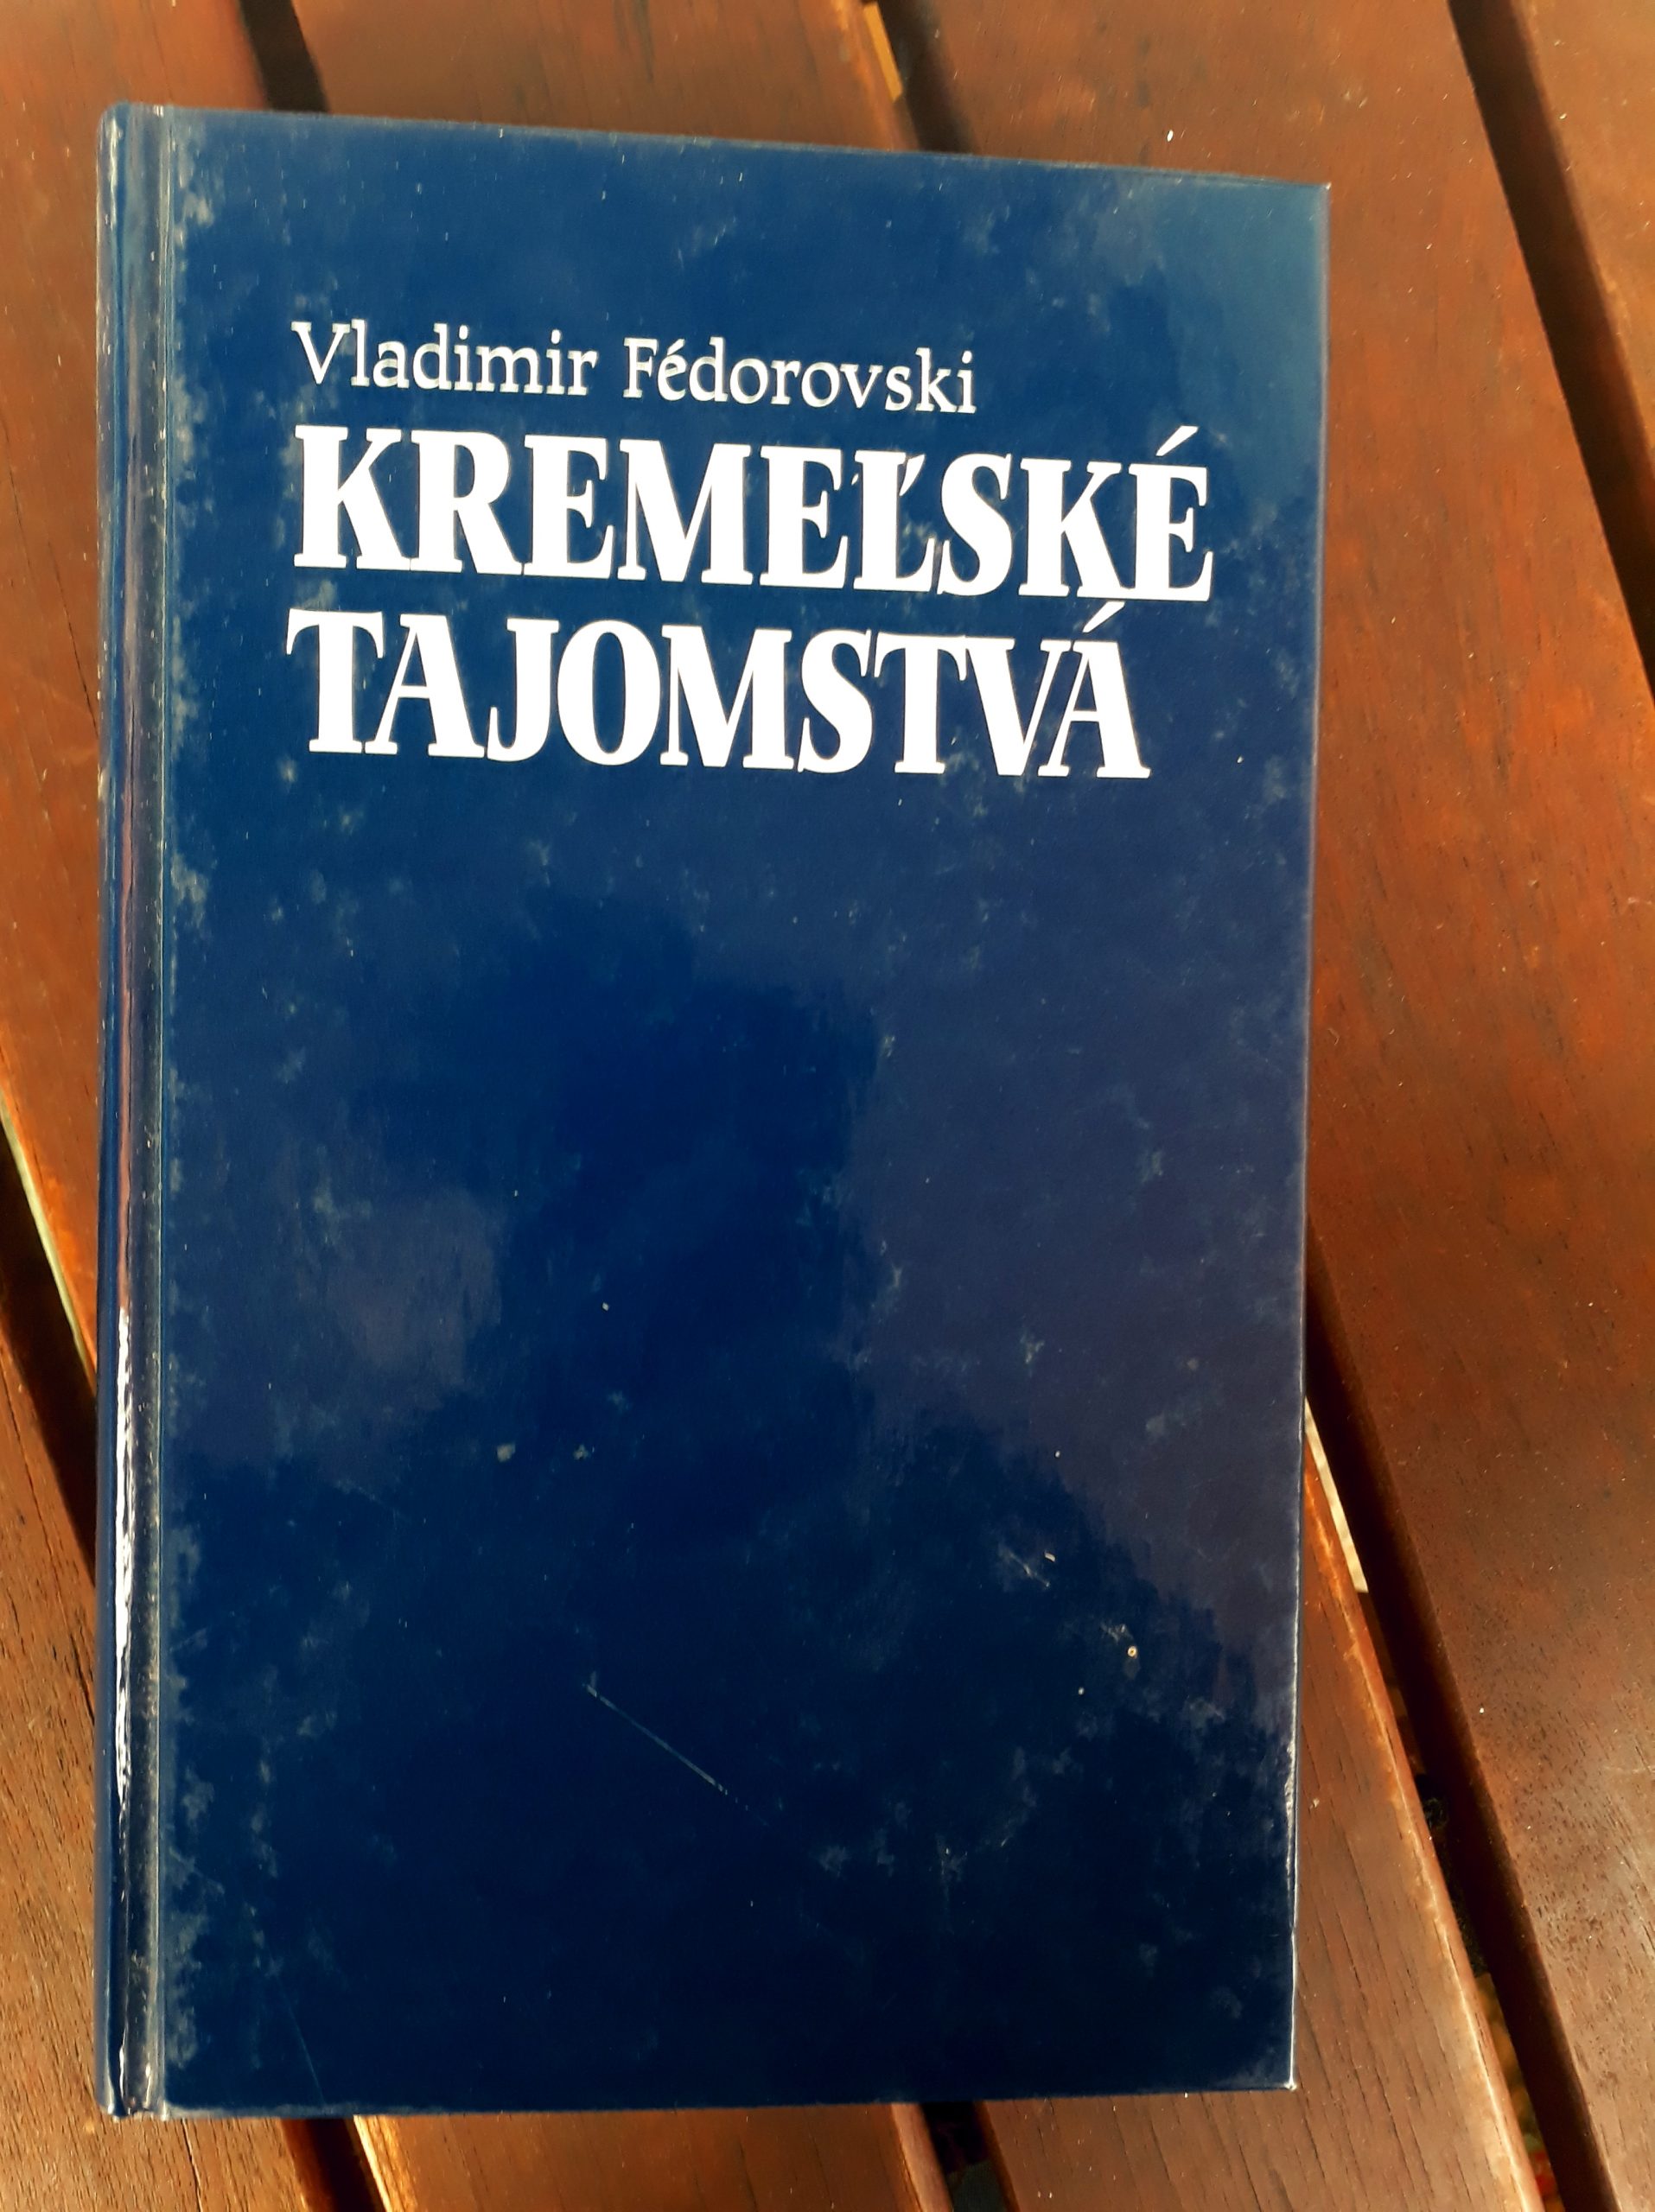 Vladimir Fédorovski
KREMEĽSKÉ
TAJOMSTVÁ